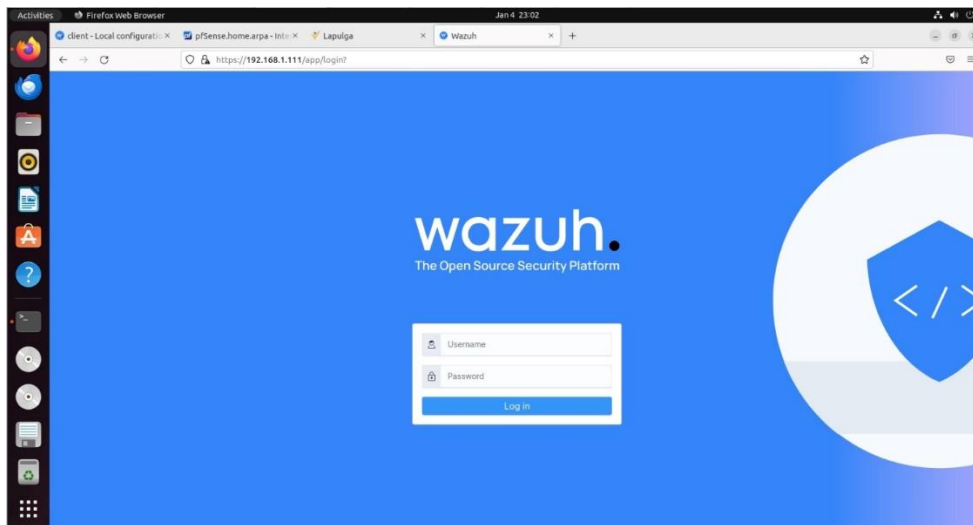 Activities Firefox Web Browser Jan 4 23:02
client - Local configuratio × pfSense.home.arpa - Inte × Lapulga × Wazuh × +
https://192.168.1.111/app/login?
wazuh.
The Open Source Security Platform
Username
Password
Log in